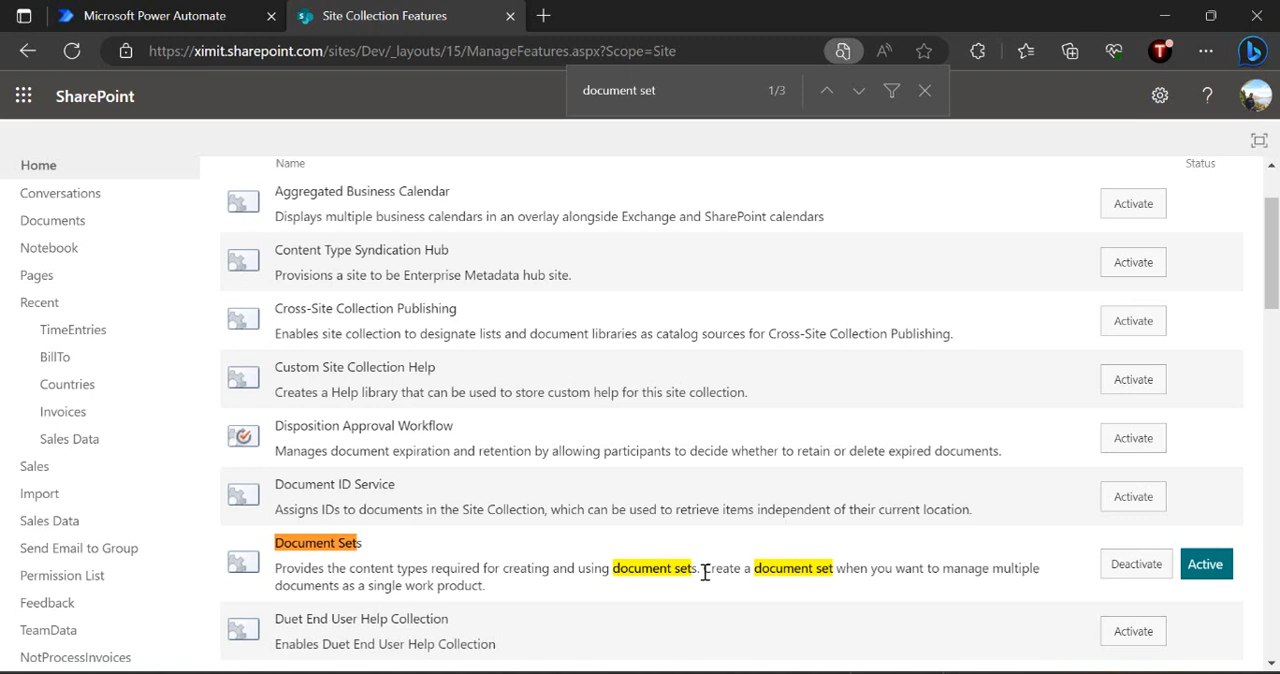 Microsoft Power Automate
Site Collection Features
https://ximit.sharepoint.com/sites/Dev/_layouts/15/ManageFeatures.aspx?Scope=Site
SharePoint
document set 1/3
Home
Conversations
Documents
Notebook
Pages
Recent
TimeEntries
BillTo
Countries
Invoices
Sales Data
Sales
Import
Sales Data
Send Email to Group
Permission List
Feedback
TeamData
NotProcessInvoices
Name Status
Aggregated Business Calendar
Displays multiple business calendars in an overlay alongside Exchange and SharePoint calendars
Activate
Content Type Syndication Hub
Provisions a site to be Enterprise Metadata hub site.
Activate
Cross-Site Collection Publishing
Enables site collection to designate lists and document libraries as catalog sources for Cross-Site Collection Publishing.
Activate
Custom Site Collection Help
Creates a Help library that can be used to store custom help for this site collection.
Activate
Disposition Approval Workflow
Manages document expiration and retention by allowing participants to decide whether to retain or delete expired documents.
Activate
Document ID Service
Assigns IDs to documents in the Site Collection, which can be used to retrieve items independent of their current location.
Activate
Document Sets
Provides the content types required for creating and using document sets. Create a document set when you want to manage multiple
documents as a single work product.
Deactivate Active
Duet End User Help Collection
Enables Duet End User Help Collection
Activate